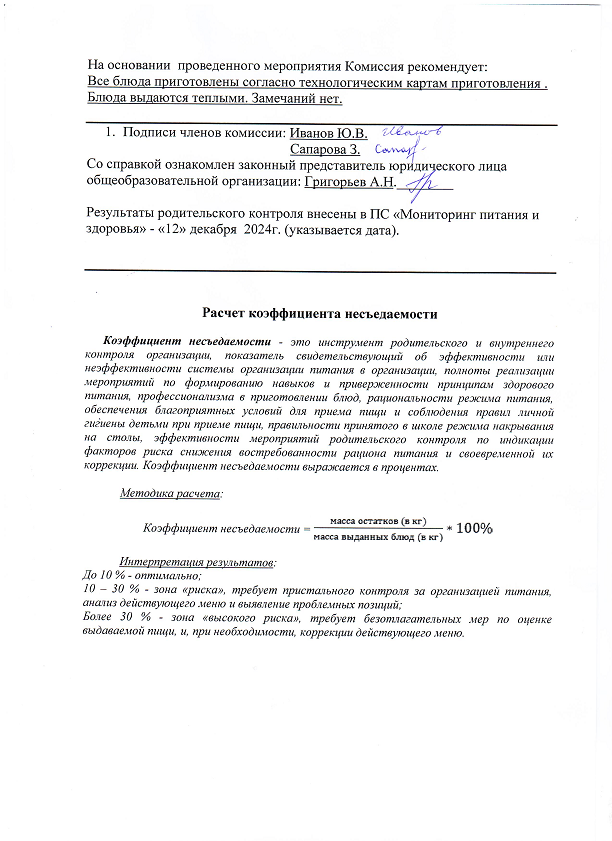 На основании  проведенного мероприятия Комиссия рекомендует:
Все блюда приготовлены согласно технологическим картам приготовления .
Блюда выдаются теплыми. Замечаний нет.
1. Подписи членов комиссии: Иванов Ю.В. Иванов
Сапарова З. Сапар
Со справкой ознакомлен законный представитель юридического лица
общеобразовательной организации: Григорьев А.Н.
Результаты родительского контроля внесены в ПС «Мониторинг питания и
здоровья» - «12» декабря  2024г. (указывается дата).
Расчет коэффициента несъедаемости
Коэффициент несъедаемости - это инструмент родительского и внутреннего
контроля организации, показатель свидетельствующий об эффективности или
неэффективности системы организации питания в организации, полноты реализации
мероприятий по формированию навыков и приверженности принципам здорового
питания, профессионализма в приготовлении блюд, рациональности режима питания,
обеспечения благоприятных условий для приема пищи и соблюдения правил личной
гигиены детьми при приеме пищи, правильности принятого в школе режима накрывания
на столы, эффективности мероприятий родительского контроля по индикации
факторов риска снижения востребованности рациона питания и своевременной их
коррекции. Коэффициент несъедаемости выражается в процентах.
Методика расчета:
Коэффициент несъедаемости = масса остатков (в кг) / масса выданных блюд (в кг) * 100%
Интерпретация результатов:
До 10 % - оптимально;
10 – 30 % - зона «риска», требует пристального контроля за организацией питания,
анализ действующего меню и выявление проблемных позиций;
Более 30 % - зона «высокого риска», требует безотлагательных мер по оценке
выдаваемой пищи, и, при необходимости, коррекции действующего меню.